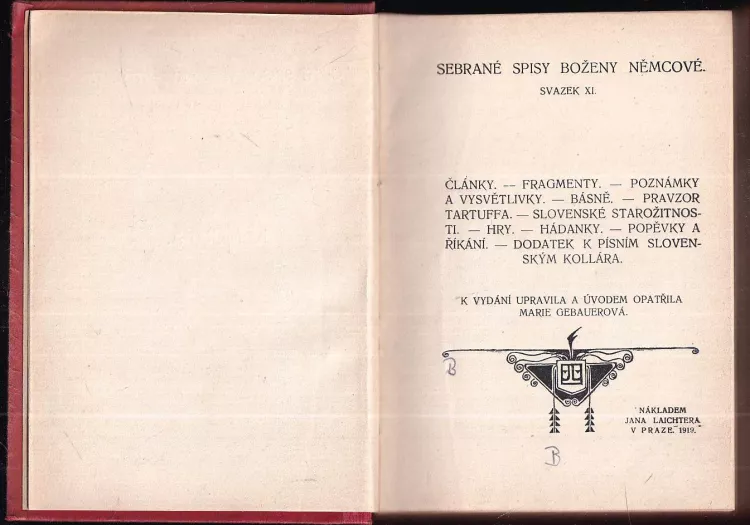 SEBRANÉ SPISY BOŽENY NĚMCOVÉ.
SVAZEK XI.
ČLÁNKY. -- FRAGMENTY. — POZNÁMKY
A VYSVĚTLIVKY. — BÁSNĚ. — PRAVZOR
TARTUFFA. — SLOVENSKÉ STAROŽITNOS-
TI. — HRY. — HÁDANKY. — POPĚVKY A
ŘÍKÁNÍ. — DODATEK K PÍSNÍM SLOVEN-
SKÝM KOLLÁRA.
K VYDÁNÍ UPRAVILA A ÚVODEM OPATŘILA
MARIE GEBAUEROVÁ.
B
NÁKLADEM
JANA LAICHTERA
V PRAZE. 1919.
B